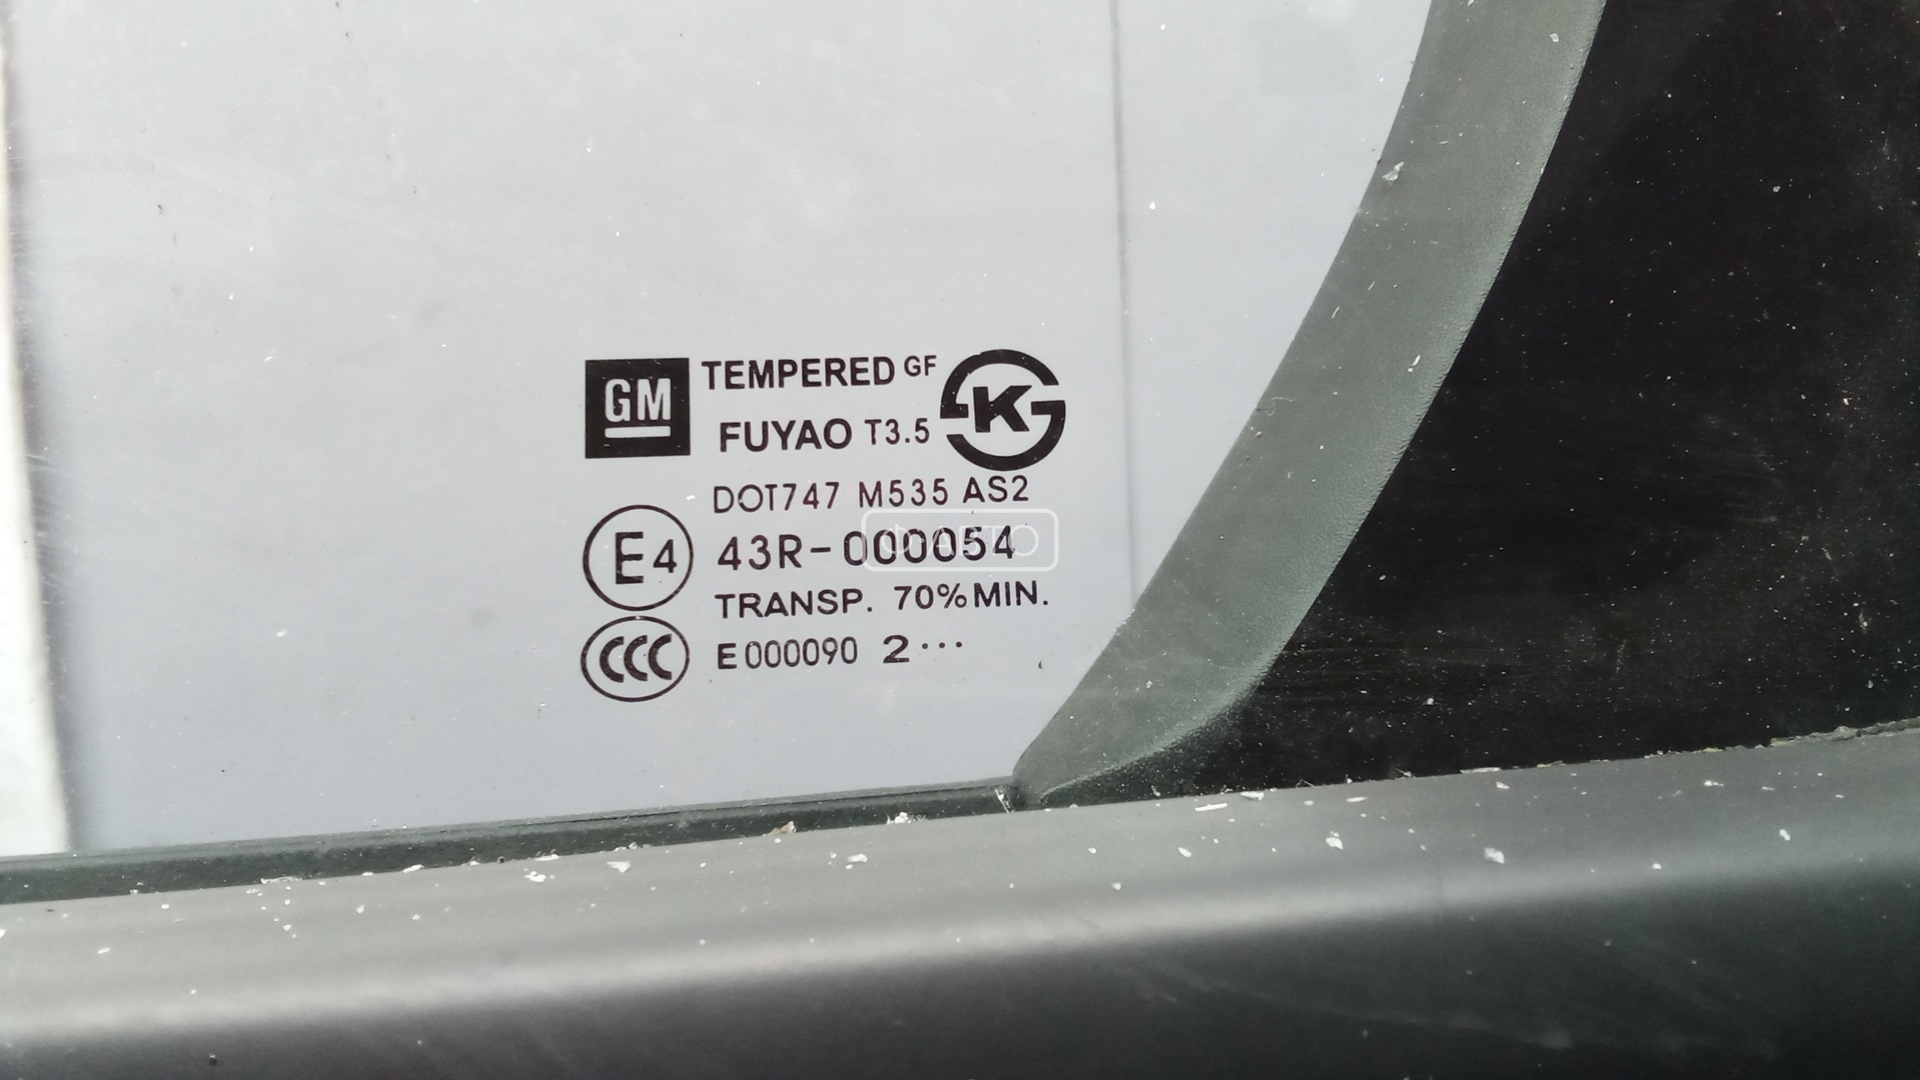 GM TEMPERED GF
FUYAO T3.5 K
DOT747 M535 AS2
E4 43R-000054
TRANSP. 70% MIN.
CCC E000090 2...